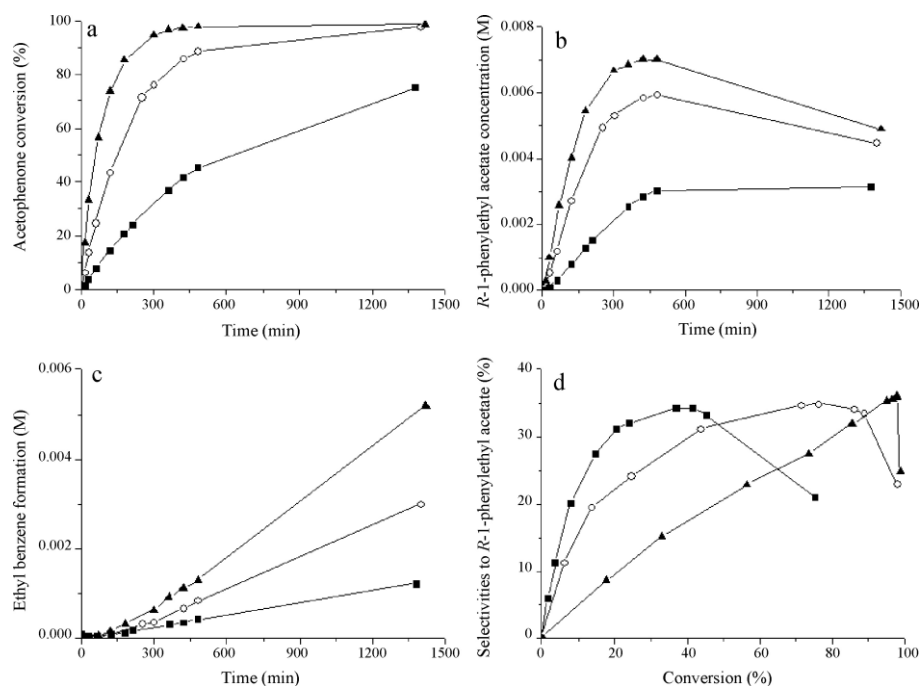 a
Acetophenone conversion (%)
100
80
60
40
20
0
0 300 600 900 1200 1500
Time (min)
b
R-1-phenylethyl acetate concentration (M)
0.008
0.006
0.004
0.002
0.000
0 300 600 900 1200 1500
Time (min)
c
Ethyl benzene formation (M)
0.006
0.004
0.002
0.000
0 300 600 900 1200 1500
Time (min)
d
Selectivities to R-1-phenylethyl acetate (%)
40
30
20
10
0
0 20 40 60 80 100
Conversion (%)